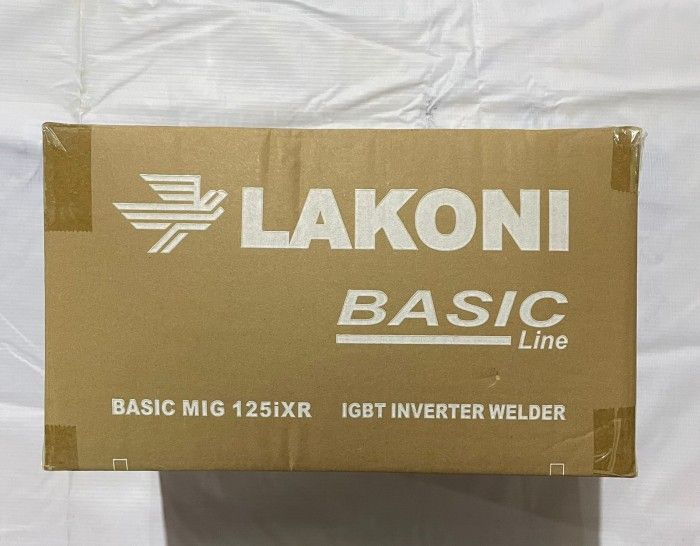 LAKONI
BASIC
Line
BASIC MIG 125iXR IGBT INVERTER WELDER